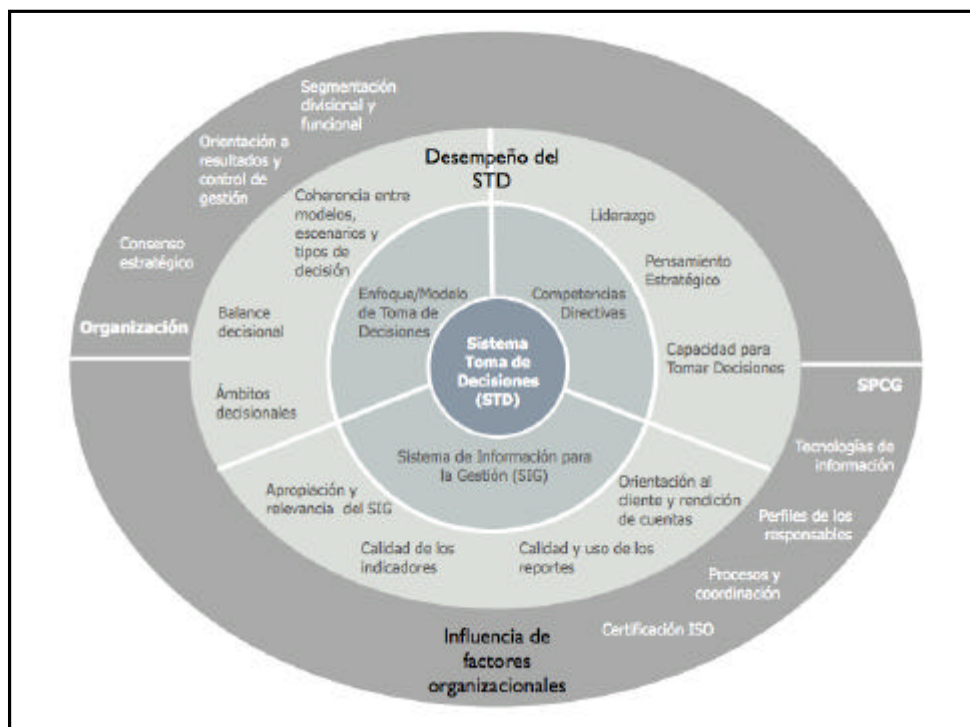 Segmentación
divisional y
funcional
Orientación a
resultados y
control de
gestión
Consenso
estratégico
Organización
Desempeño del
STD
Coherencia entre
modelos,
escenarios y
tipos de
decisión
Balance
decisional
Ámbitos
decisionales
Liderazgo
Pensamiento
Estratégico
Capacidad para
Tomar Decisiones
Enfoque/Modelo
de Toma de
Decisiones
Competencias
Directivas
Sistema
Toma de
Decisiones
(STD)
Sistema de Información para
la Gestión (SIG)
Apropiación y
relevancia del SIG
Calidad de los
indicadores
Calidad y uso de los
reportes
Orientación al
cliente y rendición
de cuentas
SPCG
Tecnologías de
información
Perfiles de los
responsables
Procesos y
coordinación
Certificación ISO
Influencia de
factores
organizacionales